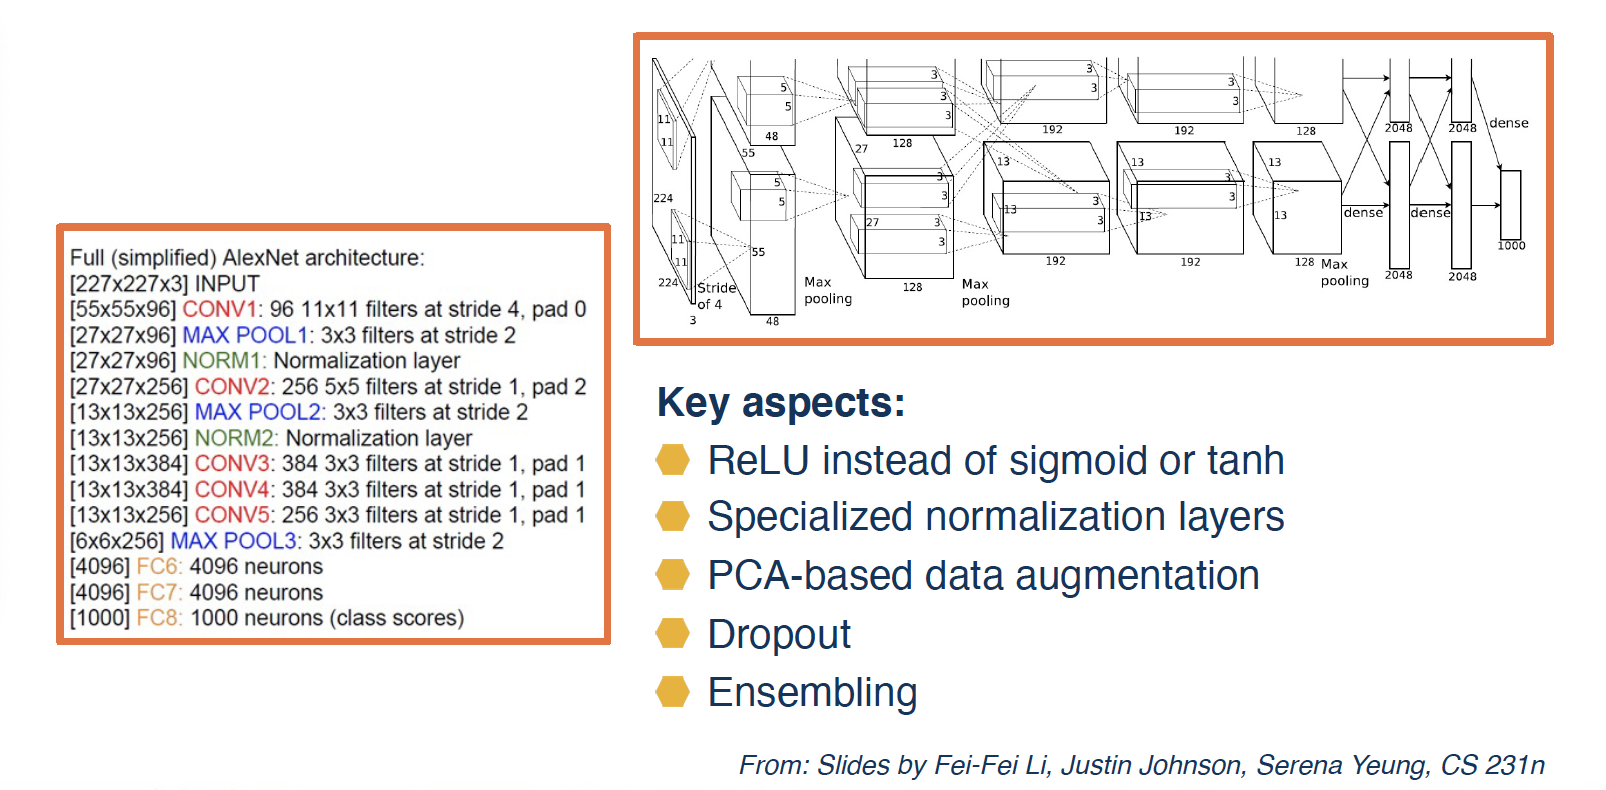 Full (simplified) AlexNet architecture:
[227x227x3] INPUT
[55x55x96] CONV1: 96 11x11 filters at stride 4, pad 0
[27x27x96] MAX POOL1: 3x3 filters at stride 2
[27x27x96] NORM1: Normalization layer
[27x27x256] CONV2: 256 5x5 filters at stride 1, pad 2
[13x13x256] MAX POOL2: 3x3 filters at stride 2
[13x13x256] NORM2: Normalization layer
[13x13x384] CONV3: 384 3x3 filters at stride 1, pad 1
[13x13x384] CONV4: 384 3x3 filters at stride 1, pad 1
[13x13x256] CONV5: 256 3x3 filters at stride 1, pad 1
[6x6x256] MAX POOL3: 3x3 filters at stride 2
[4096] FC6: 4096 neurons
[4096] FC7: 4096 neurons
[1000] FC8: 1000 neurons (class scores)
11
11
224
11
11
224
3
Stride
of 4
5
5
48
55
5
5
55
48
Max
pooling
3
3
3
128
27
3
3
27
3
3
128
Max
pooling
3
3
192
13
3
13
3
192
3
3
192
13
3
3
13
192
128
13
13
128
Max
pooling
2048
2048
dense
dense
dense
2048
2048
1000
Key aspects:
ReLU instead of sigmoid or tanh
Specialized normalization layers
PCA-based data augmentation
Dropout
Ensembling
From: Slides by Fei-Fei Li, Justin Johnson, Serena Yeung, CS 231n